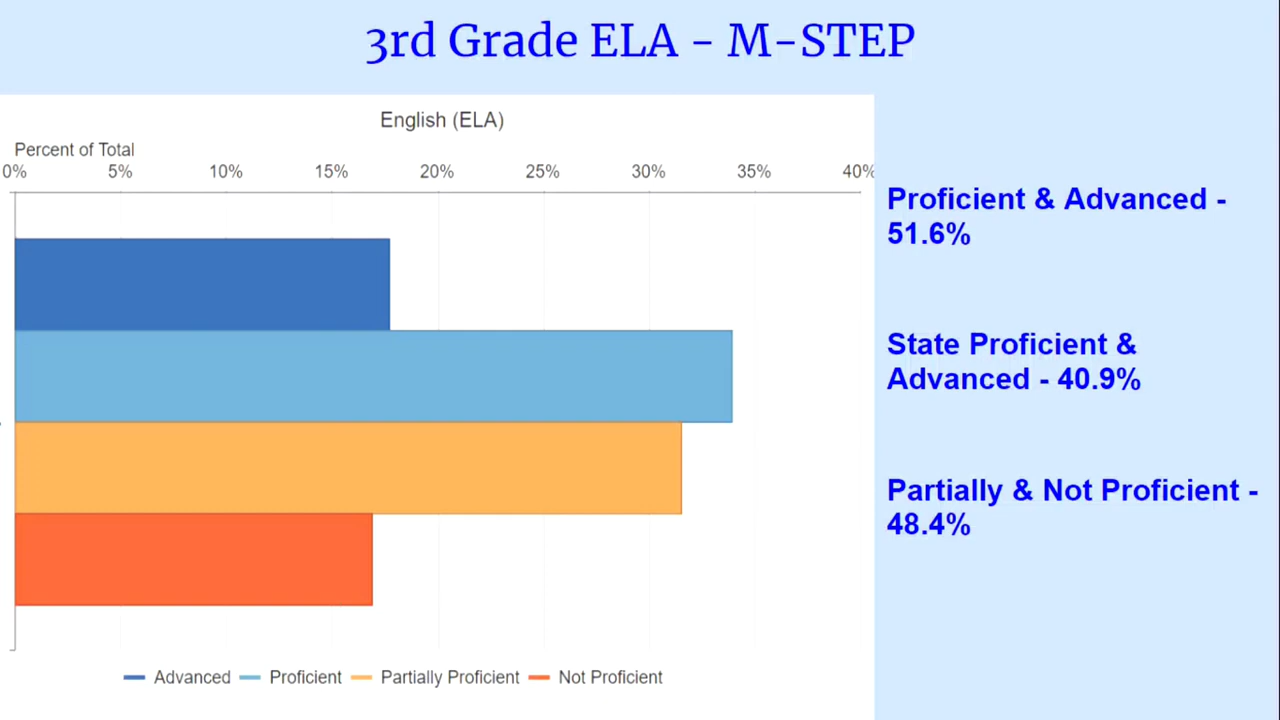 3rd Grade ELA - M-STEP
English (ELA)
Percent of Total
0% 5% 10% 15% 20% 25% 30% 35% 40%
Proficient & Advanced -
51.6%
State Proficient &
Advanced - 40.9%
Partially & Not Proficient -
48.4%
Advanced Proficient Partially Proficient Not Proficient